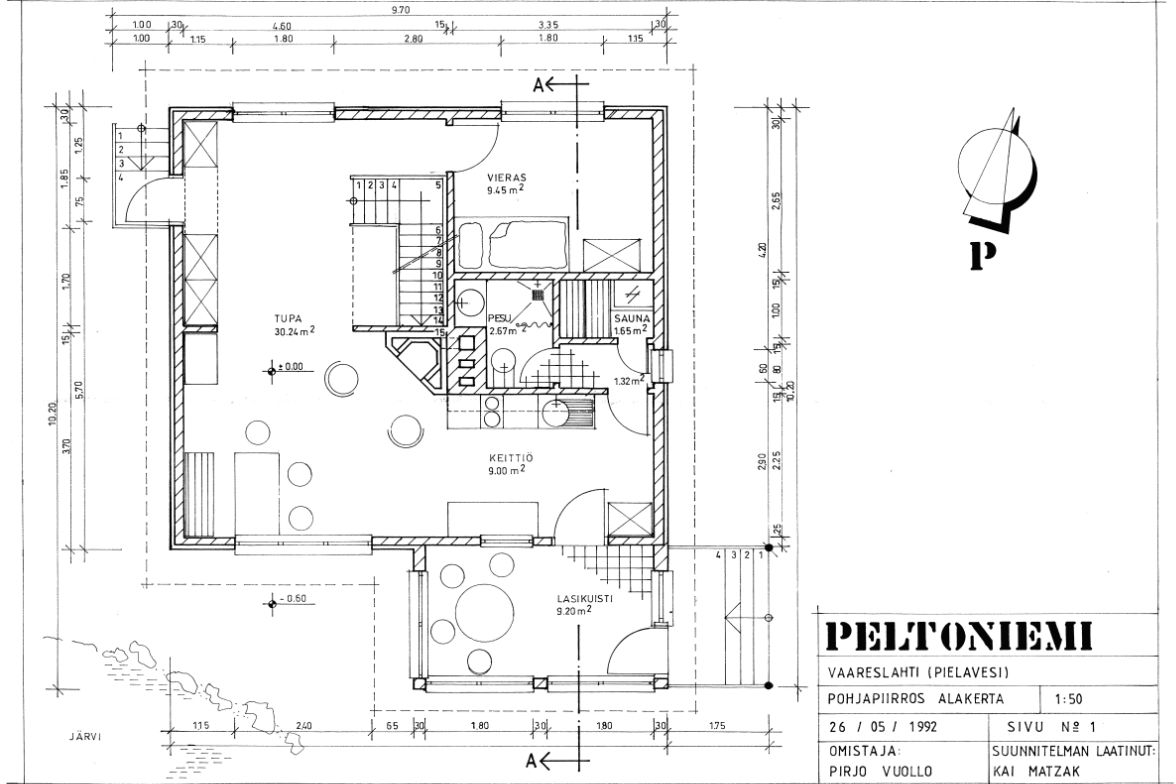 9.70
1.00 30 4.60 15 3.35 30
1.00 1.15 1.80 2.80 1.80 1.15
A
A
P
1
2
3
4
30
1.25
1.85
75
1.70
15
5.70
3.70
10.20
30
2.65
4.20
15
1.00
15
60
80
15
10.20
2.90
2.25
25
VIERAS
9.45 m²
1 2 3 4 5
6
7
8
9
10
11
12
13
14
15
TUPA
30.24 m²
PESU
2.67 m²
SAUNA
1.65 m²
1.32 m²
± 0.00
KEITTIÖ
9.00 m²
LASIKUISTI
9.20 m²
4 3 2 1
- 0.60
JÄRVI
1.15 2.40 65 30 1.80 30 1.80 30 1.75
PELTONIEMI
VAARESLAHTI (PIELAVESI)
POHJAPIIRROS ALAKERTA 1:50
26 / 05 / 1992 SIVU Nº 1
OMISTAJA: SUUNNITELMAN LAATINUT:
PIRJO VUOLLO KAI MATZAK